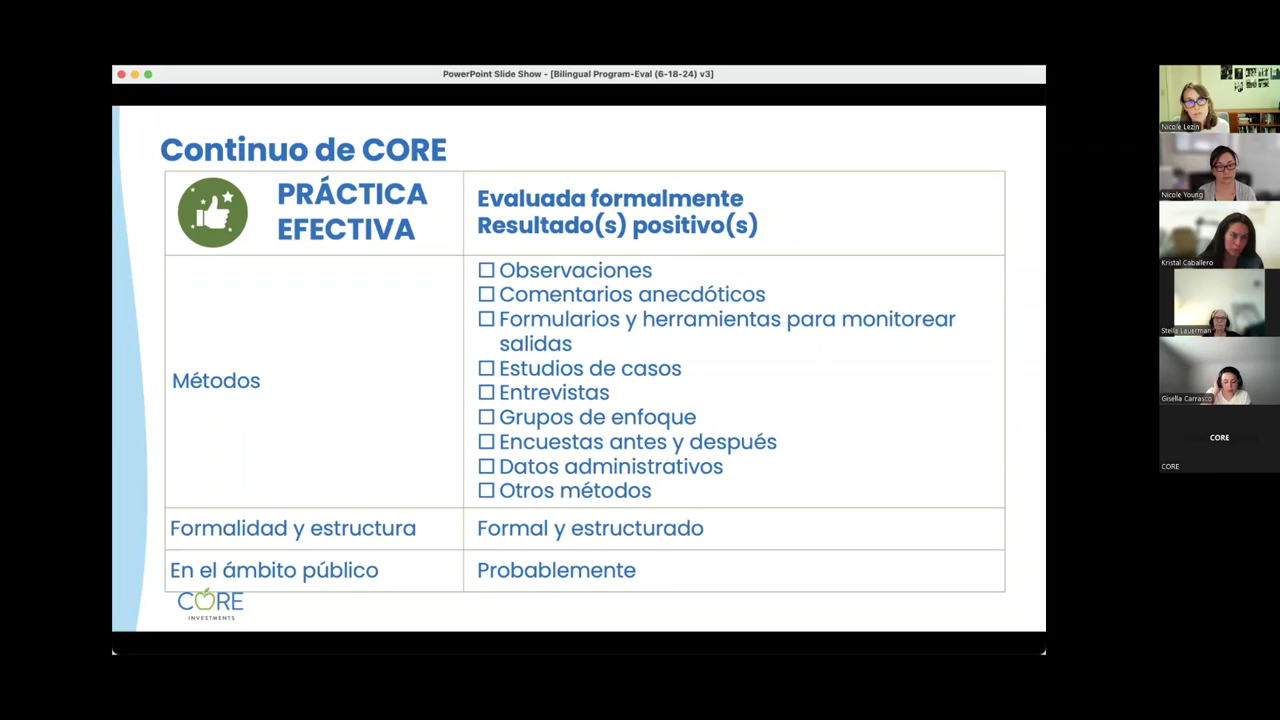 PowerPoint Slide Show - [Bilingual Program-Eval (6-18-24) v3]
Continuo de CORE
PRÁCTICA
EFECTIVA
Evaluada formalmente
Resultado(s) positivo(s)
Métodos
Observaciones
Comentarios anecdóticos
Formularios y herramientas para monitorear
salidas
Estudios de casos
Entrevistas
Grupos de enfoque
Encuestas antes y después
Datos administrativos
Otros métodos
Formalidad y estructura
Formal y estructurado
En el ámbito público
Probablemente
CORE
INVESTMENTS
Nicole Lezin
Nicole Young
Kristal Caballero
Stella Lauerman
Gisella Carrasco
CORE
CORE